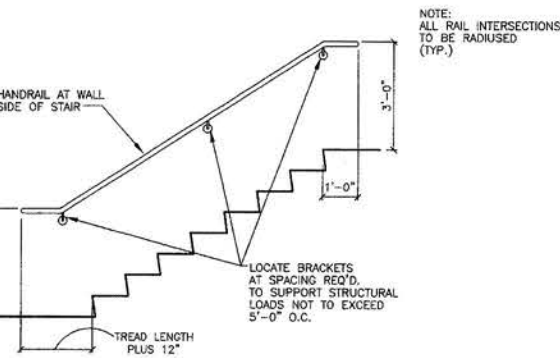 NOTE:
ALL RAIL INTERSECTIONS
TO BE RADIUSED
(TYP.)
HANDRAIL AT WALL
SIDE OF STAIR
3'-0"
1'-0"
LOCATE BRACKETS
AT SPACING REQ'D.
TO SUPPORT STRUCTURAL
LOADS NOT TO EXCEED
5'-0" O.C.
TREAD LENGTH
PLUS 12"